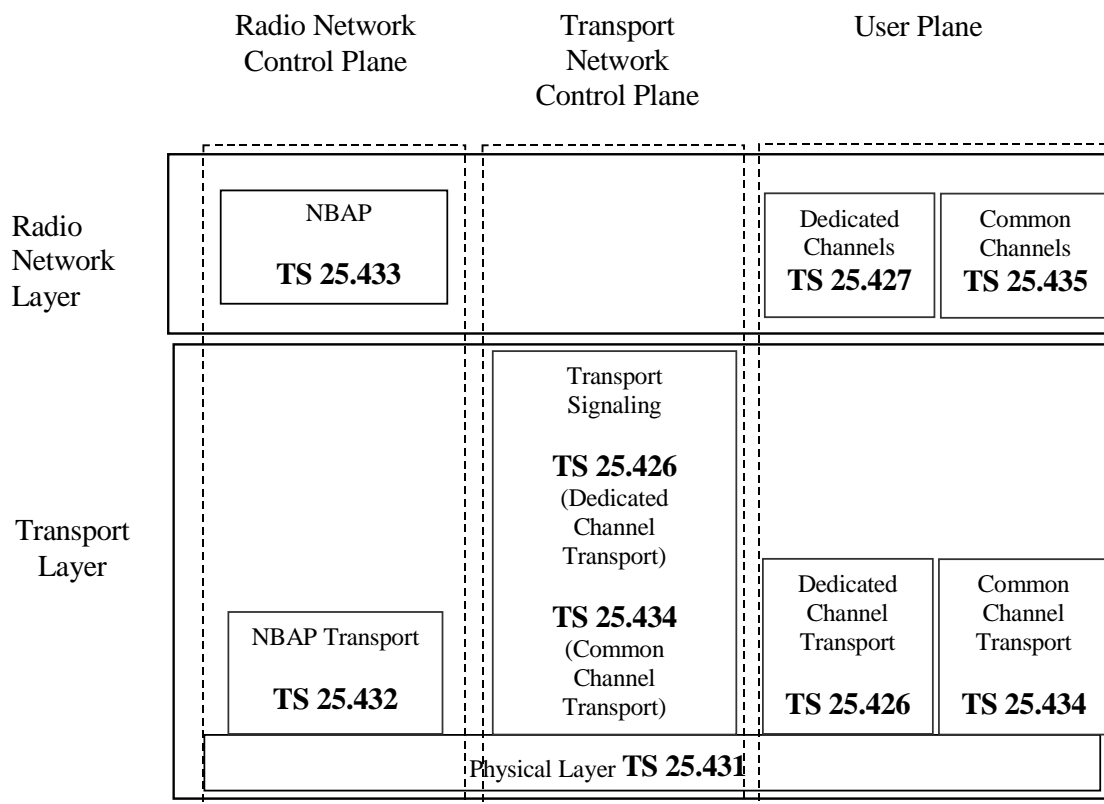 Radio Network
Control Plane
Transport
Network
Control Plane
User Plane
Radio
Network
Layer
NBAP
TS 25.433
Dedicated
Channels
TS 25.427
Common
Channels
TS 25.435
Transport
Layer
Transport
Signaling
TS 25.426
(Dedicated
Channel
Transport)
TS 25.434
(Common
Channel
Transport)
NBAP Transport
TS 25.432
Dedicated
Channel
Transport
TS 25.426
Common
Channel
Transport
TS 25.434
Physical Layer TS 25.431